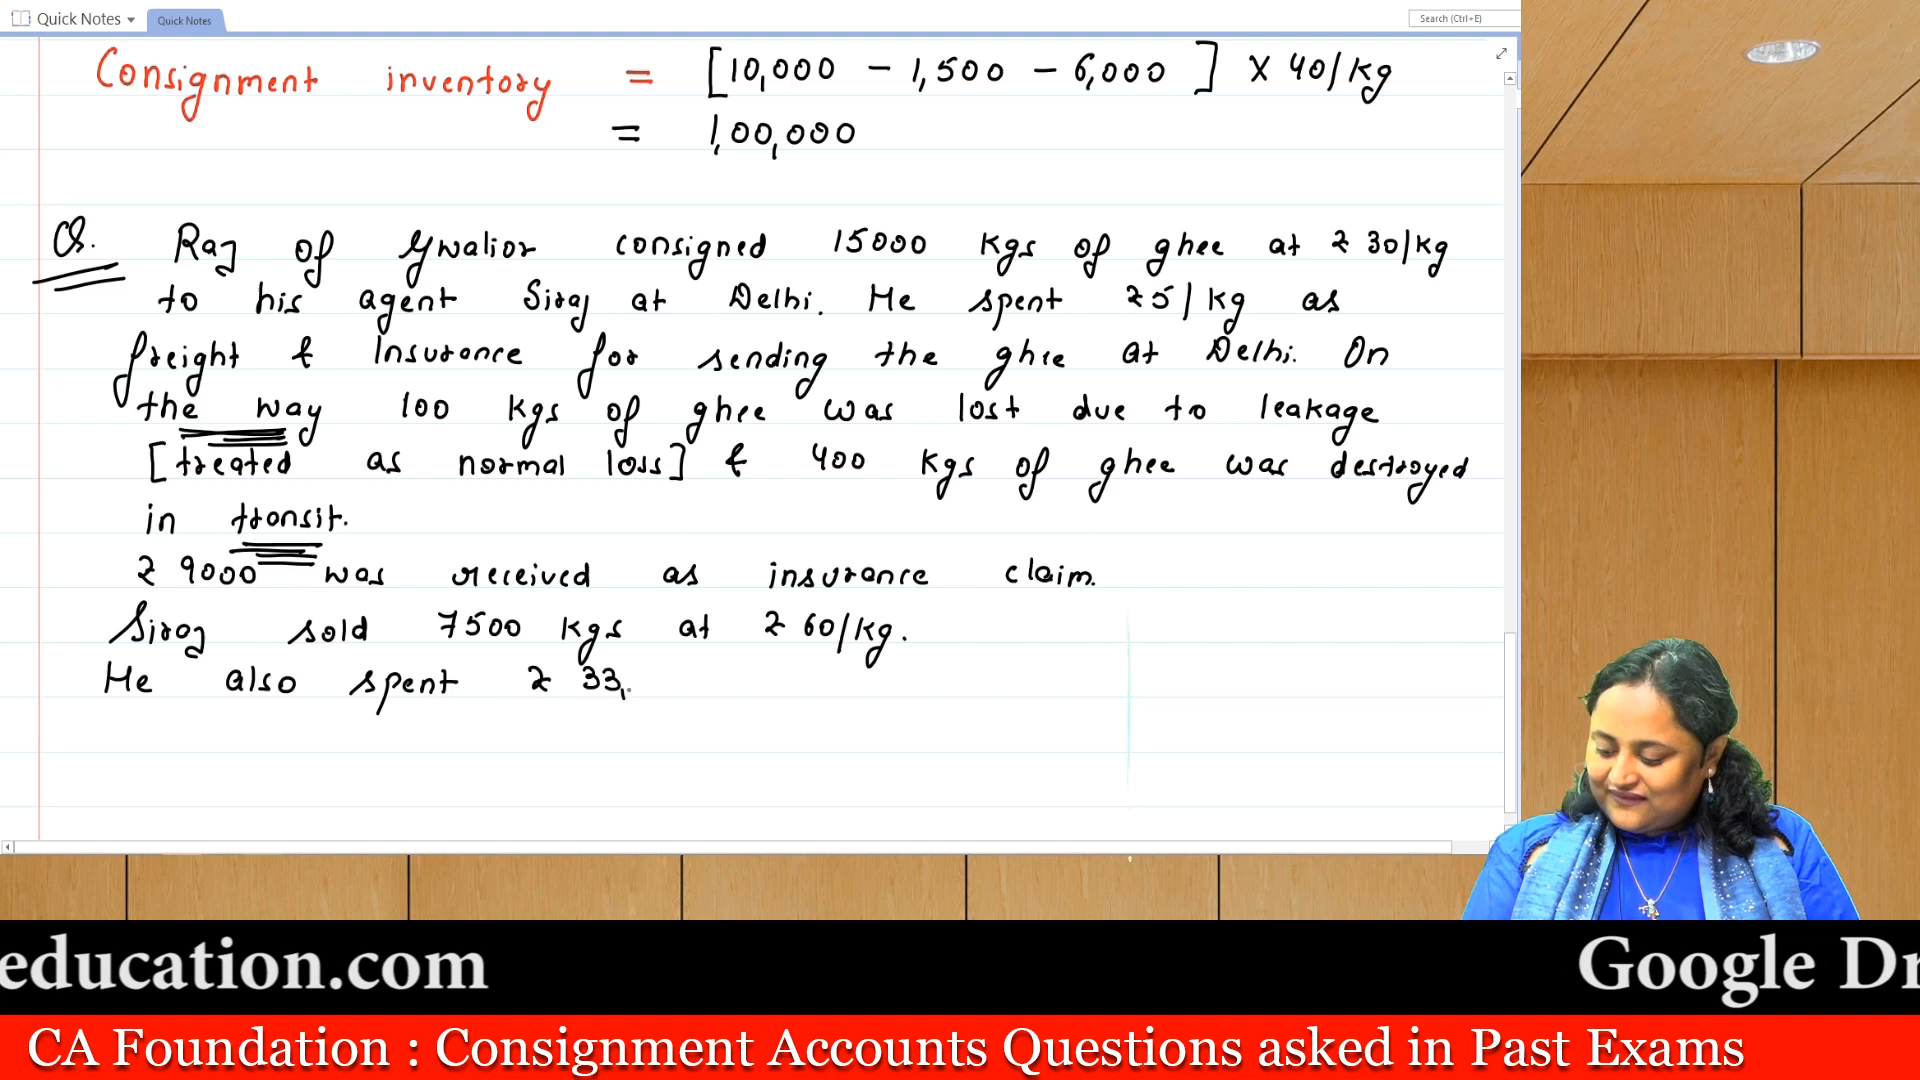 Quick Notes
Quick Notes
Search (Ctrl+E)
Consignment inventory = [10,000 - 1,500 - 6,000] X 40/kg
= 1,00,000
Q. Raj of Gwalior consigned 15000 kgs of ghee at ₹ 30/kg
to his agent Siraj at Delhi. He spent ₹5/kg as
freight & Insurance for sending the ghee at Delhi. On
the way 100 kgs of ghee was lost due to leakage
[treated as normal loss] & 400 kgs of ghee was destroyed
in transit.
₹ 9000 was received as insurance claim.
Siraj sold 7500 kgs at ₹ 60/kg.
He also spent ₹ 33,
education.com Google Dr
CA Foundation : Consignment Accounts Questions asked in Past Exams